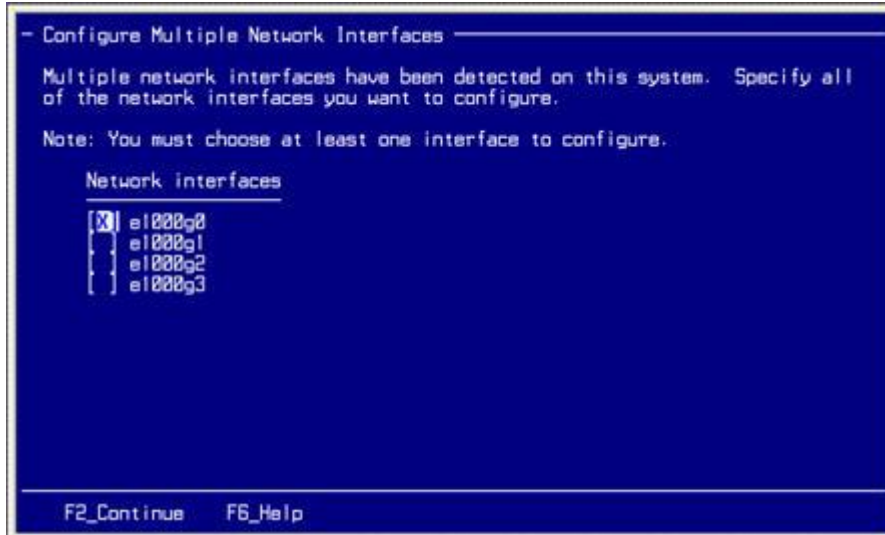 - Configure Multiple Network Interfaces
Multiple network interfaces have been detected on this system. Specify all
of the network interfaces you want to configure.
Note: You must choose at least one interface to configure.
Network interfaces
[X] e1000g0
[ ] e1000g1
[ ] e1000g2
[ ] e1000g3
F2_Continue F6_Help